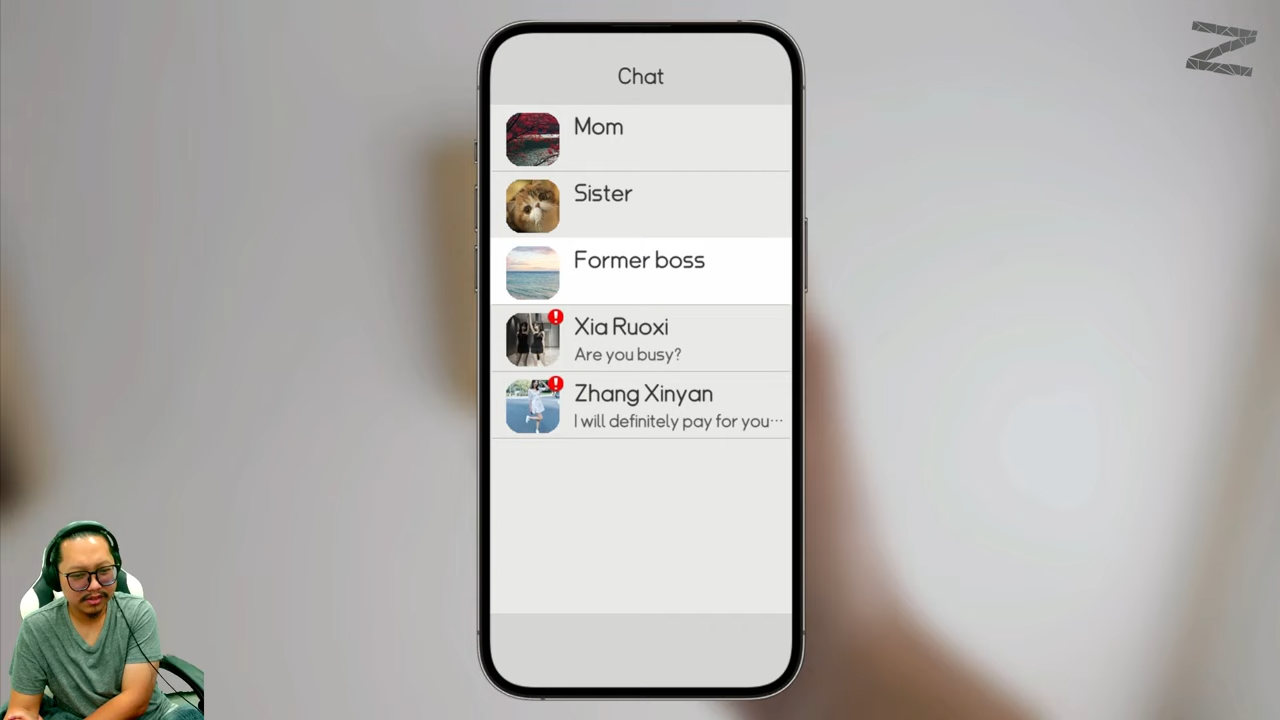 Chat
Mom
Sister
Former boss
Xia Ruoxi
Are you busy?
Zhang Xinyan
I will definitely pay for you…